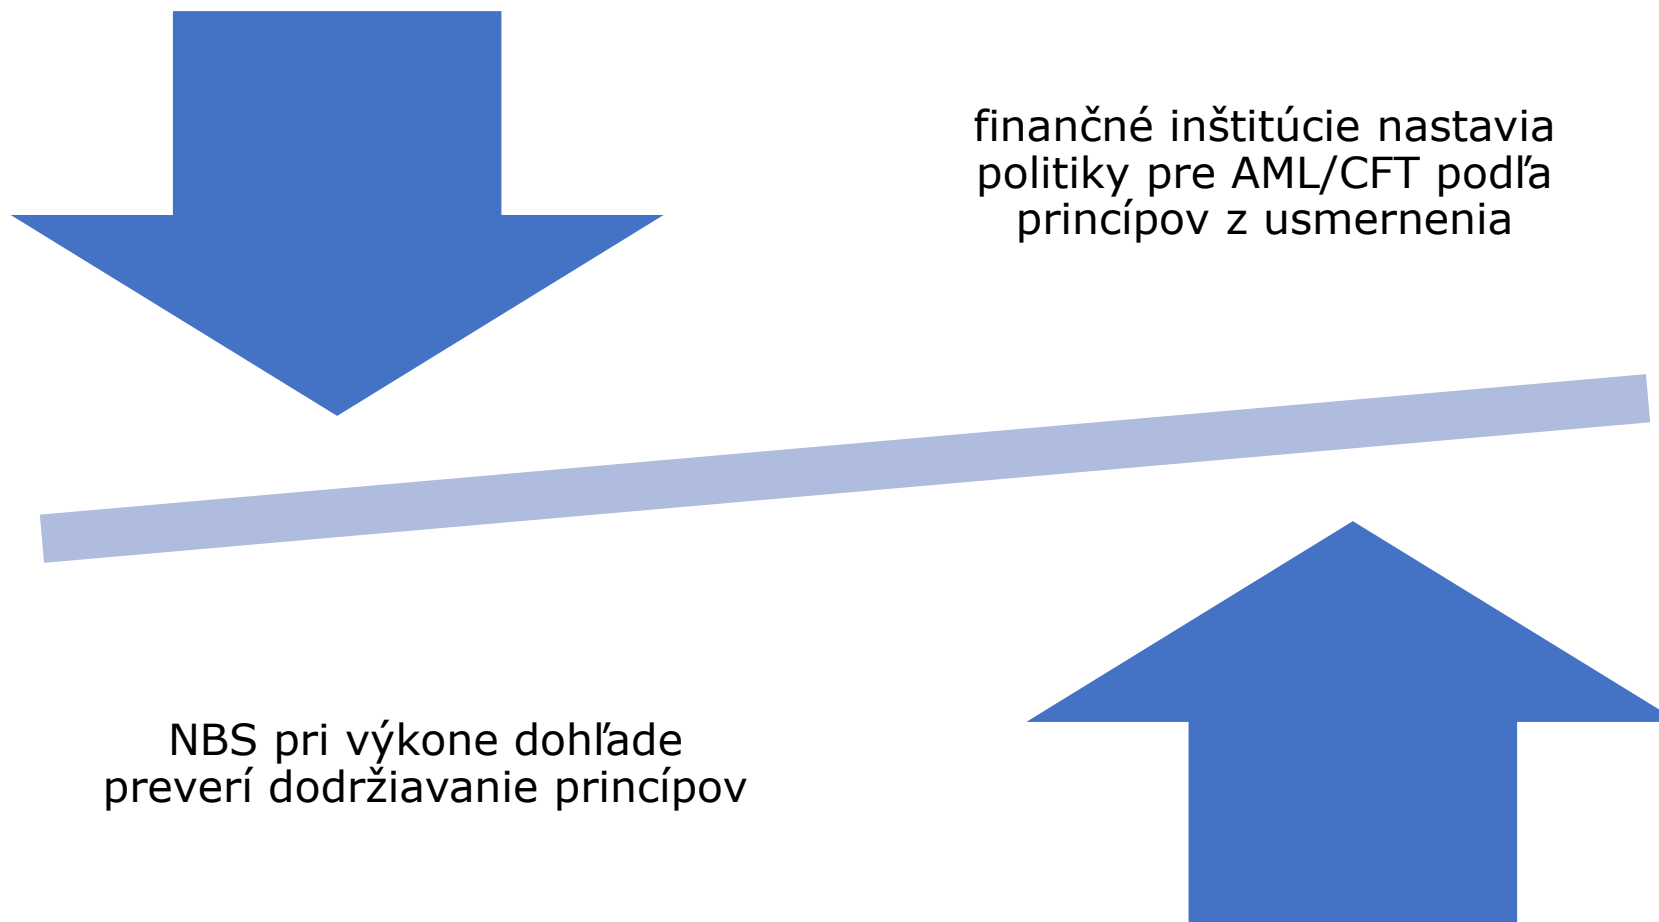 finančné inštitúcie nastavia
politiky pre AML/CFT podľa
princípov z usmernenia
NBS pri výkone dohľade
preverí dodržiavanie princípov